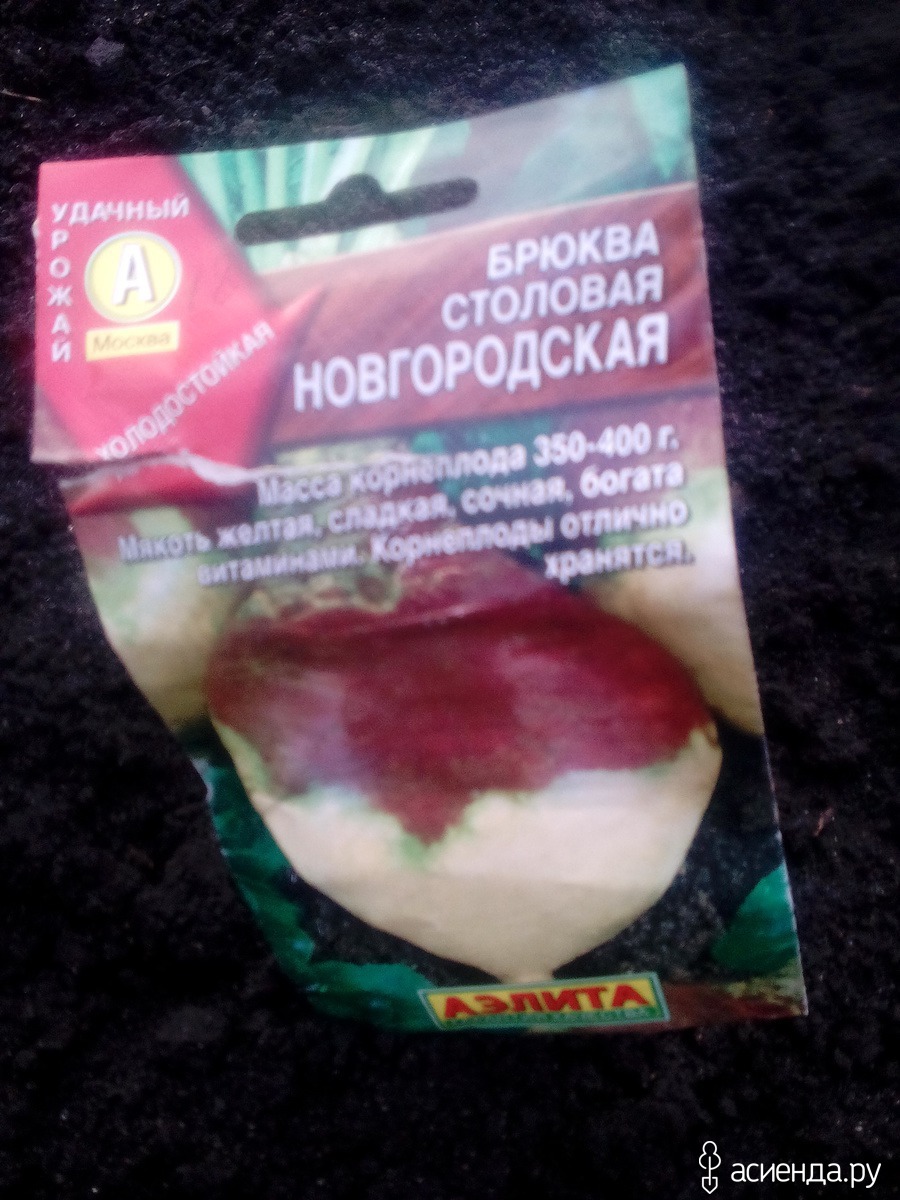 УДАЧНЫЙ
УРОЖАЙ
А
Москва
ХОЛОДОСТОЙКАЯ
БРЮКВА
СТОЛОВАЯ
НОВГОРОДСКАЯ
Масса корнеплода 350-400 г.
Мякоть желтая, сладкая, сочная, богата
витаминами. Корнеплоды отлично
хранятся.
АЭЛИТА
асиенда.ру